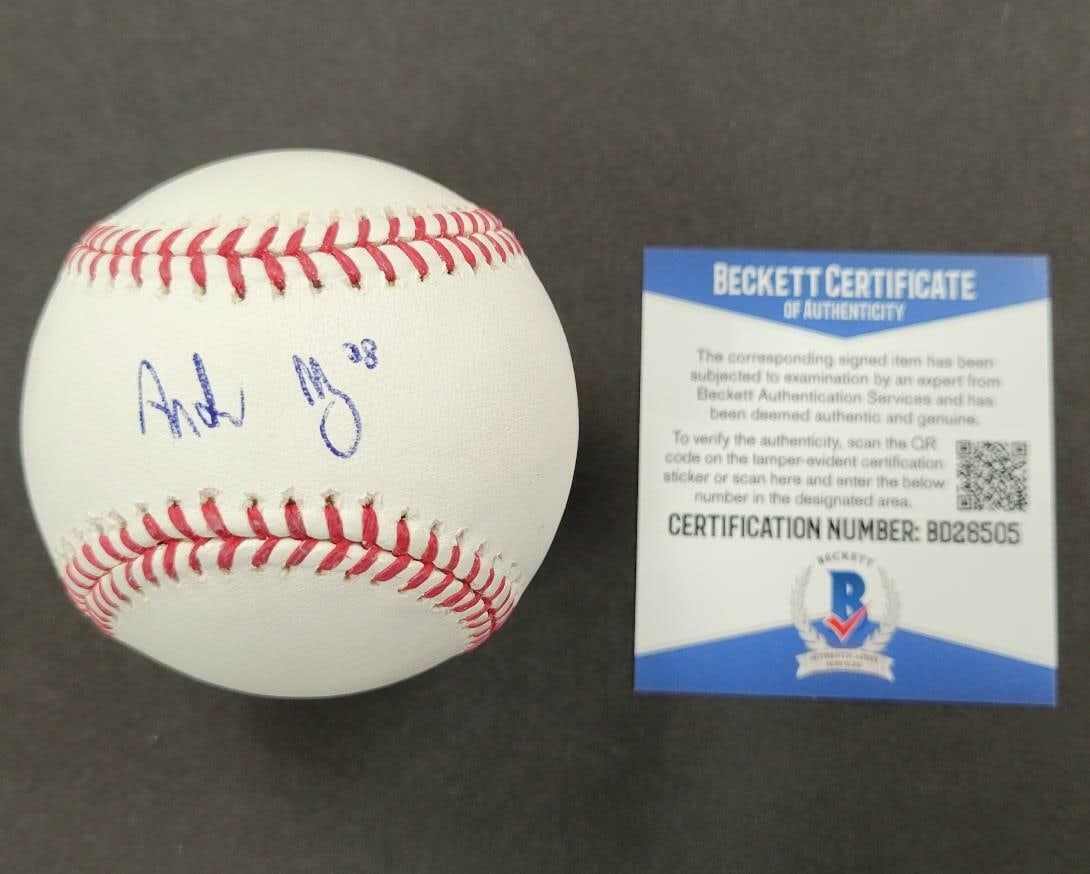 Andr 38
BECKETT CERTIFICATE
OF AUTHENTICITY
The corresponding signed item has been
subjected to examination by an expert from
Beckett Authentication Services and has
been deemed authentic and genuine.
To verify the authenticity, scan the QR
code on the tamper-evident certification
sticker or scan here and enter the below
number in the designated area.
CERTIFICATION NUMBER: BD26505
BECKETT
B
AUTHENTICATION
SERVICES